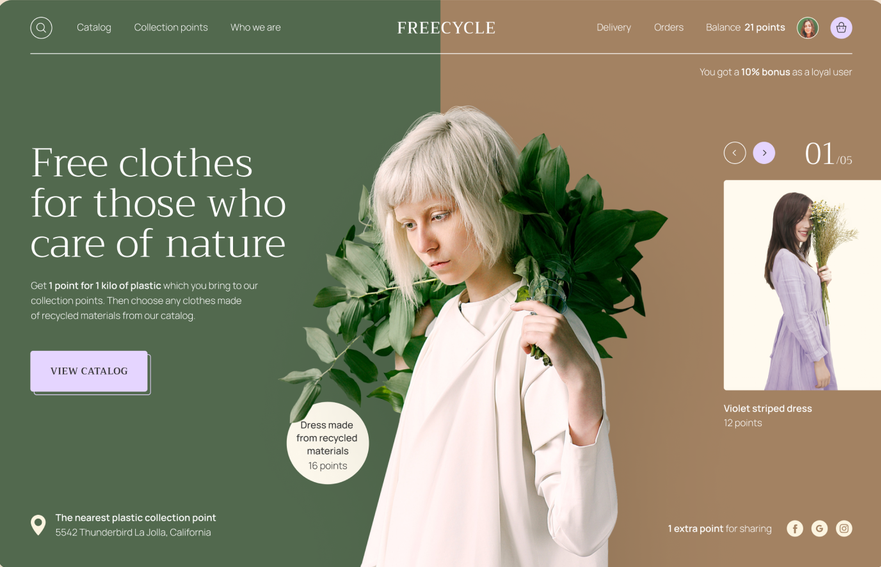 Catalog
Collection points
Who we are
FREECYCLE
Delivery
Orders
Balance 21 points
You got a 10% bonus as a loyal user
Free clothes
for those who
care of nature
Get 1 point for 1 kilo of plastic which you bring to our
collection points. Then choose any clothes made
of recycled materials from our catalog.
VIEW CATALOG
Dress made
from recycled
materials
16 points
01/05
Violet striped dress
12 points
The nearest plastic collection point
5542 Thunderbird La Jolla, California
1 extra point for sharing
f
G